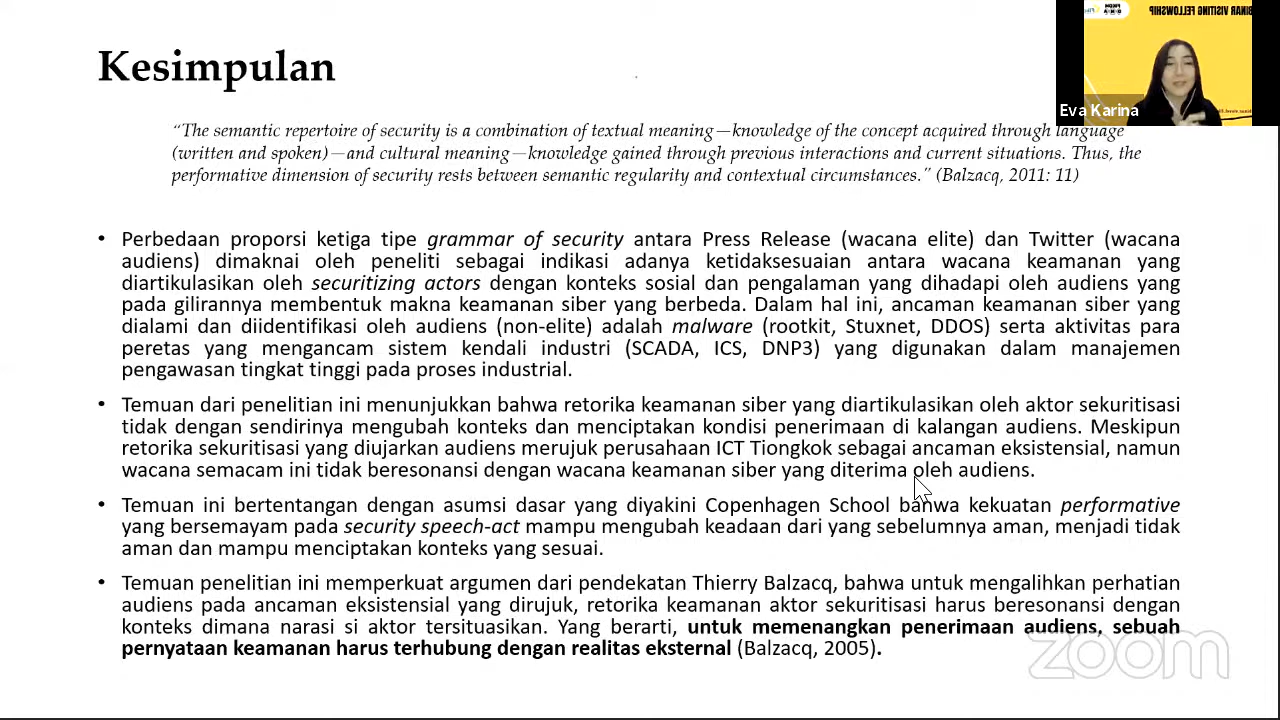 Kesimpulan
BINAR VISITING FELLOWSHIP
Eva Karina
“The semantic repertoire of security is a combination of textual meaning—knowledge of the concept acquired through language
(written and spoken)—and cultural meaning—knowledge gained through previous interactions and current situations. Thus, the
performative dimension of security rests between semantic regularity and contextual circumstances.” (Balzacq, 2011: 11)
• Perbedaan proporsi ketiga tipe grammar of security antara Press Release (wacana elite) dan Twitter (wacana
audiens) dimaknai oleh peneliti sebagai indikasi adanya ketidaksesuaian antara wacana keamanan yang
diartikulasikan oleh securitizing actors dengan konteks sosial dan pengalaman yang dihadapi oleh audiens yang
pada gilirannya membentuk makna keamanan siber yang berbeda. Dalam hal ini, ancaman keamanan siber yang
dialami dan diidentifikasi oleh audiens (non-elite) adalah malware (rootkit, Stuxnet, DDOS) serta aktivitas para
peretas yang mengancam sistem kendali industri (SCADA, ICS, DNP3) yang digunakan dalam manajemen
pengawasan tingkat tinggi pada proses industrial.
• Temuan dari penelitian ini menunjukkan bahwa retorika keamanan siber yang diartikulasikan oleh aktor sekuritisasi
tidak dengan sendirinya mengubah konteks dan menciptakan kondisi penerimaan di kalangan audiens. Meskipun
retorika sekuritisasi yang diujarkan audiens merujuk perusahaan ICT Tiongkok sebagai ancaman eksistensial, namun
wacana semacam ini tidak beresonansi dengan wacana keamanan siber yang diterima oleh audiens.
• Temuan ini bertentangan dengan asumsi dasar yang diyakini Copenhagen School bahwa kekuatan performative
yang bersemayam pada security speech-act mampu mengubah keadaan dari yang sebelumnya aman, menjadi tidak
aman dan mampu menciptakan konteks yang sesuai.
• Temuan penelitian ini memperkuat argumen dari pendekatan Thierry Balzacq, bahwa untuk mengalihkan perhatian
audiens pada ancaman eksistensial yang dirujuk, retorika keamanan aktor sekuritisasi harus beresonansi dengan
konteks dimana narasi si aktor tersituasikan. Yang berarti, untuk memenangkan penerimaan audiens, sebuah
pernyataan keamanan harus terhubung dengan realitas eksternal (Balzacq, 2005).
zoom